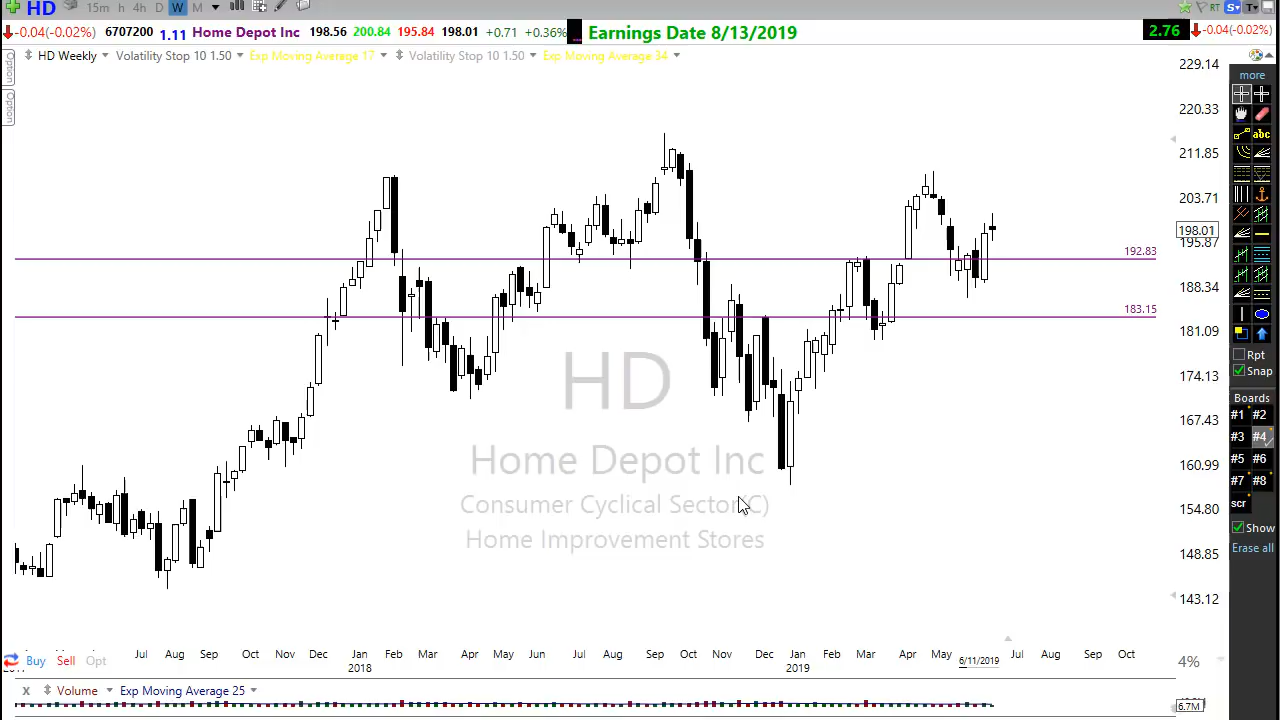 HD 15m h 4h D W M RT S T
-0.04(-0.02%) 6707200 1.11 Home Depot Inc 198.56 200.84 195.84 198.01 +0.71 +0.36% Earnings Date 8/13/2019 2.76 -0.04(-0.02%)
HD Weekly Volatility Stop 10 1.50 Exp Moving Average 17 Volatility Stop 10 1.50 Exp Moving Average 34
Option
Option
229.14
220.33
211.85
203.71
198.01
195.87
188.34
181.09
174.13
167.43
160.99
154.80
148.85
143.12
192.83
183.15
HD
Home Depot Inc
Consumer Cyclical Sector(C)
Home Improvement Stores
more
abc
Rpt
Snap
Boards
#1 #2
#3 #4
#5 #6
#7 #8
scr
Show
Erase all
Jul Aug Sep Oct Nov Dec Jan Feb Mar Apr May Jun Jul Aug Sep Oct Nov Dec Jan Feb Mar Apr May 6/11/2019 Jul Aug Sep Oct
2018 2019
Buy Sell Opt
4%
X Volume Exp Moving Average 25
6.7M